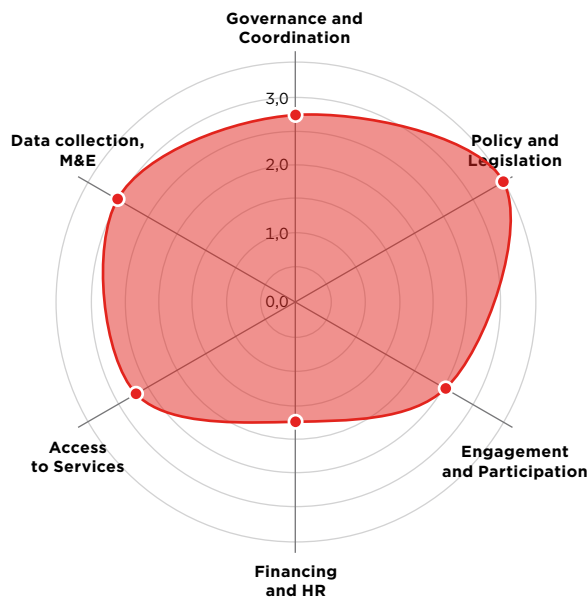 Governance and
Coordination
3,0
Data collection,
M&E
Policy and
Legislation
2,0
1,0
0,0
Access
to Services
Engagement
and Participation
Financing
and HR